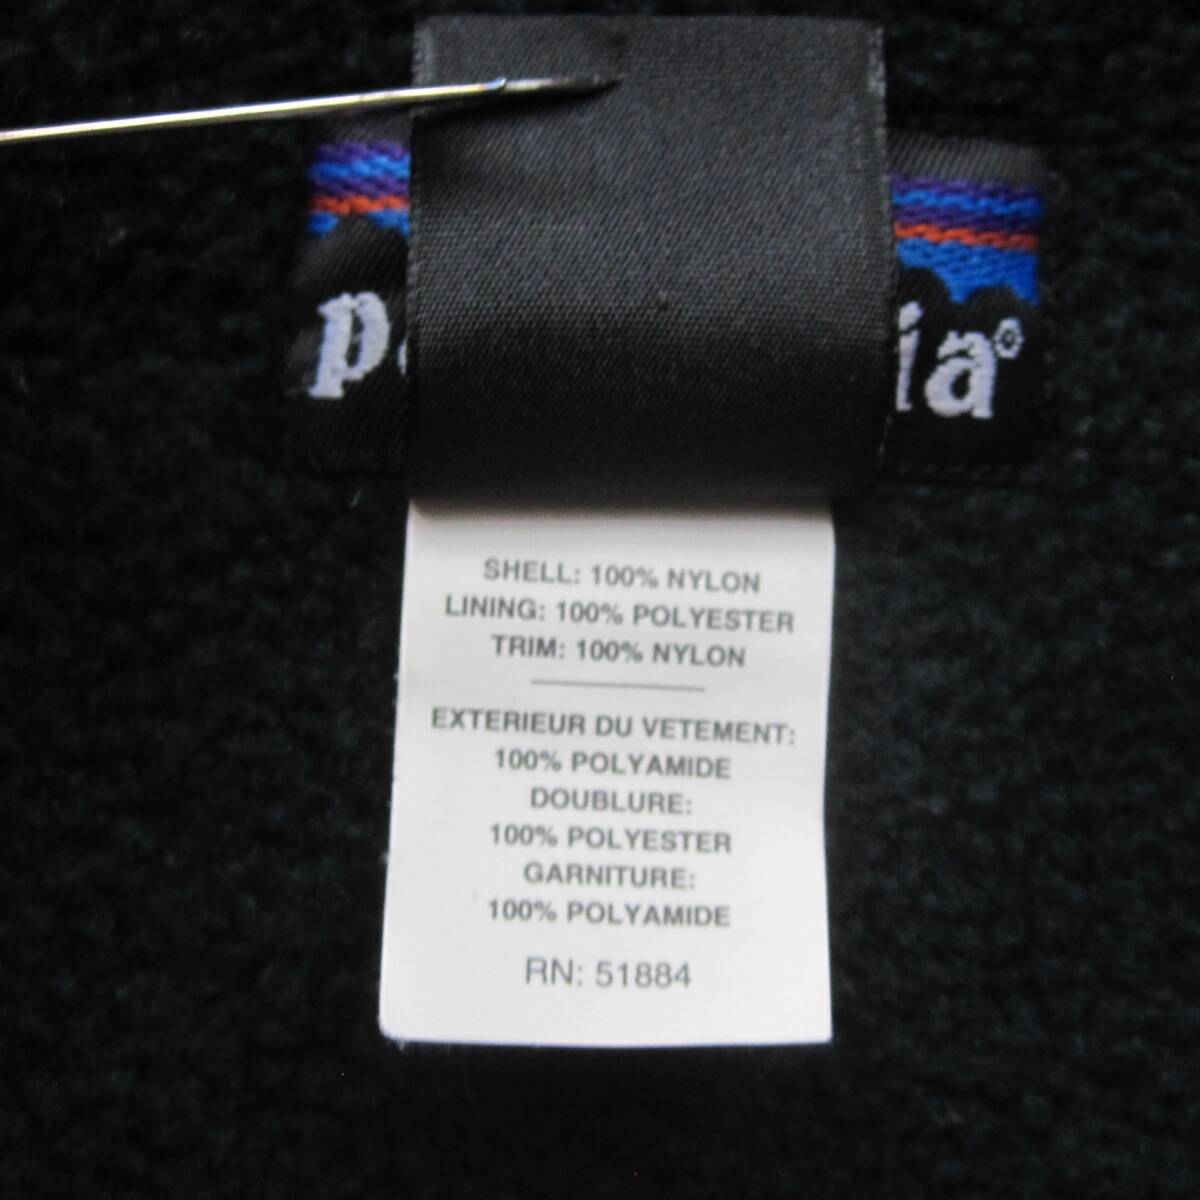 p ia®
SHELL: 100% NYLON
LINING: 100% POLYESTER
TRIM: 100% NYLON
EXTERIEUR DU VETEMENT:
100% POLYAMIDE
DOUBLURE:
100% POLYESTER
GARNITURE:
100% POLYAMIDE
RN: 51884